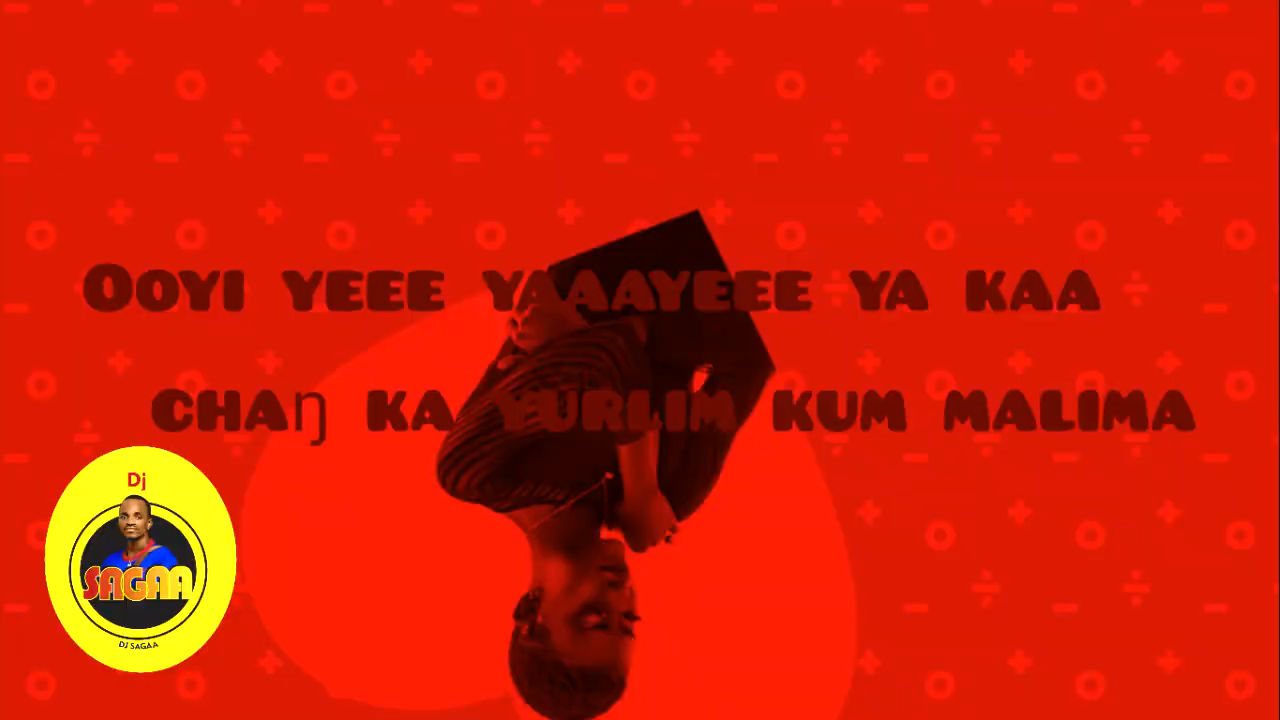 Ooyi yeee yaaayeee ya kaa
chaŋ ka yurlim kum malima
Dj
SAGAA
DJ SAGAA